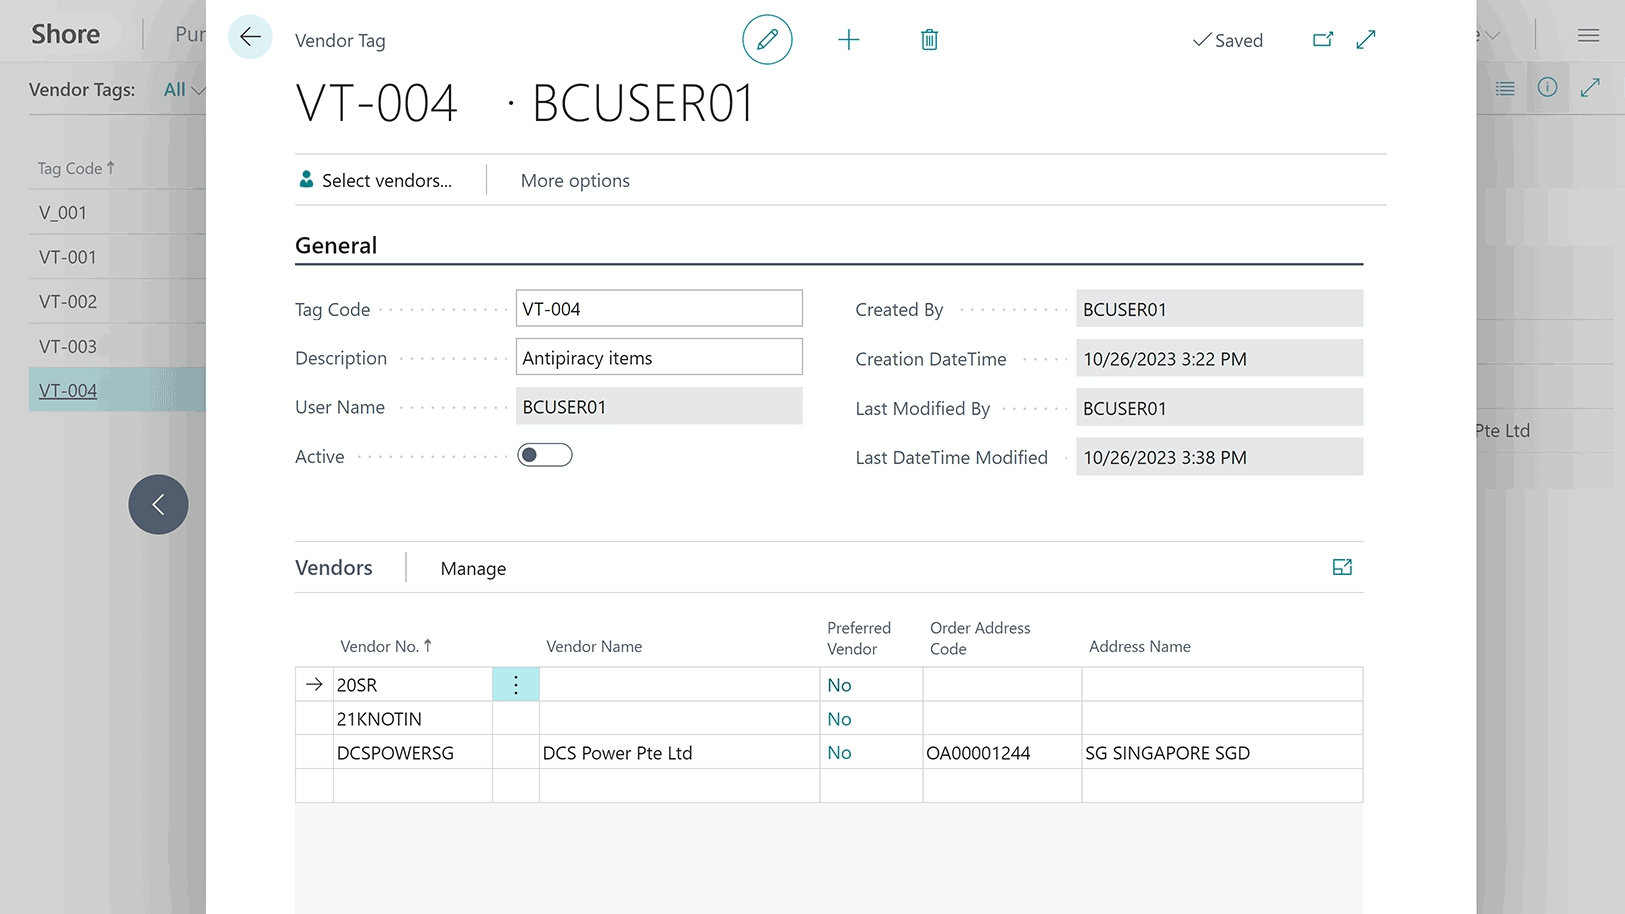 Shore
Pur
Vendor Tags: All
Tag Code
V_001
VT-001
VT-002
VT-003
VT-004
Vendor Tag
Saved
VT-004 · BCUSER01
Select vendors...
More options
General
Tag Code
VT-004
Description
Antipiracy items
User Name
BCUSER01
Active
Created By
BCUSER01
Creation DateTime
10/26/2023 3:22 PM
Last Modified By
BCUSER01
Last DateTime Modified
10/26/2023 3:38 PM
Vendors
Manage
Vendor No. Vendor Name Preferred Vendor Order Address Code Address Name
20SR No
21KNOTIN No
DCSPOWERSG DCS Power Pte Ltd No OA00001244 SG SINGAPORE SGD
e
Pte Ltd